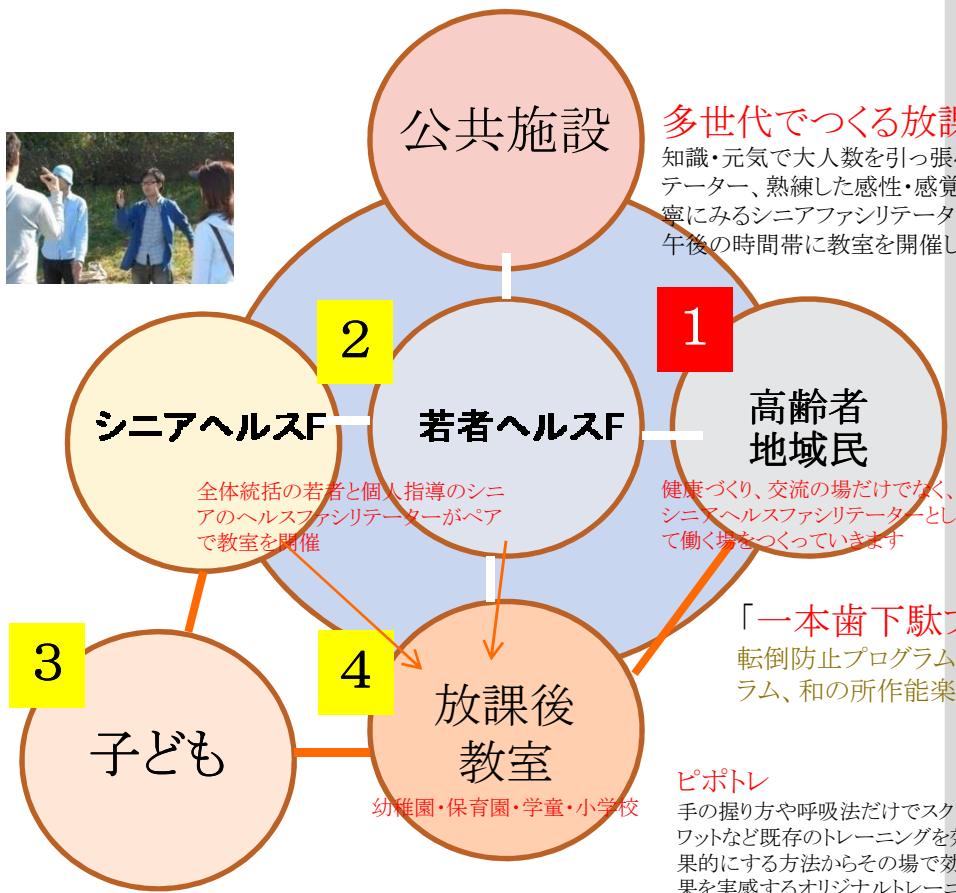 公共施設
多世代でつくる放課
知識・元気で大人数を引っ張
テーター、熟練した感性・感覚
寧にみるシニアファシリテータ
午後の時間帯に教室を開催し
2
1
シニアヘルスF
若者ヘルスF
高齢者
地域民
全体統括の若者と個人指導のシニ
アのヘルスファシリテーターがペア
で教室を開催
健康づくり、交流の場だけでなく、
シニアヘルスファシリテーターとし
て働く場をつくっていきます
「一本歯下駄
転倒防止プログラム
ラム、和の所作能楽
3
4
子ども
放課後
教室
幼稚園・保育園・学童・小学校
ピポトレ
手の握り方や呼吸法だけでスク
ワットなど既存のトレーニングを効
果的にする方法からその場で効
果を実感するオリジナルトレーニ